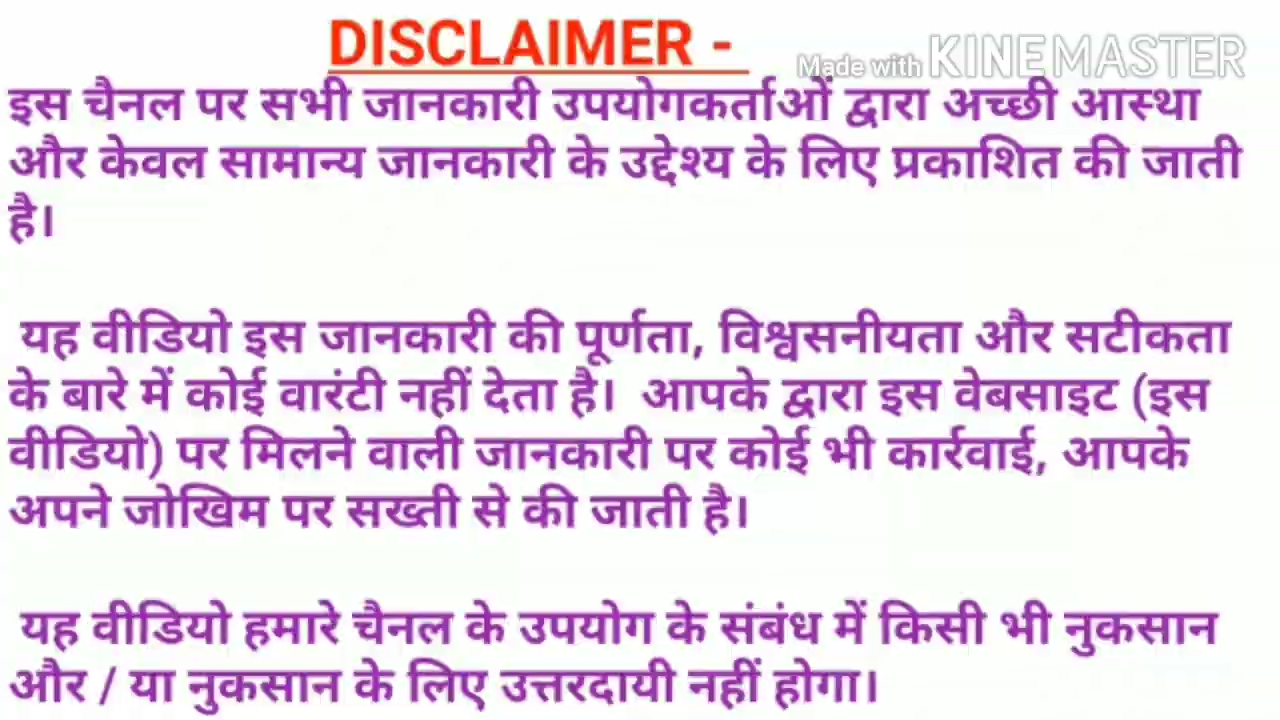 DISCLAIMER -
Made with KINEMASTER
इस चैनल पर सभी जानकारी उपयोगकर्ताओं द्वारा अच्छी आस्था
और केवल सामान्य जानकारी के उद्देश्य के लिए प्रकाशित की जाती
है।
यह वीडियो इस जानकारी की पूर्णता, विश्वसनीयता और सटीकता
के बारे में कोई वारंटी नहीं देता है। आपके द्वारा इस वेबसाइट (इस
वीडियो) पर मिलने वाली जानकारी पर कोई भी कार्रवाई, आपके
अपने जोखिम पर सख्ती से की जाती है।
यह वीडियो हमारे चैनल के उपयोग के संबंध में किसी भी नुकसान
और / या नुकसान के लिए उत्तरदायी नहीं होगा।